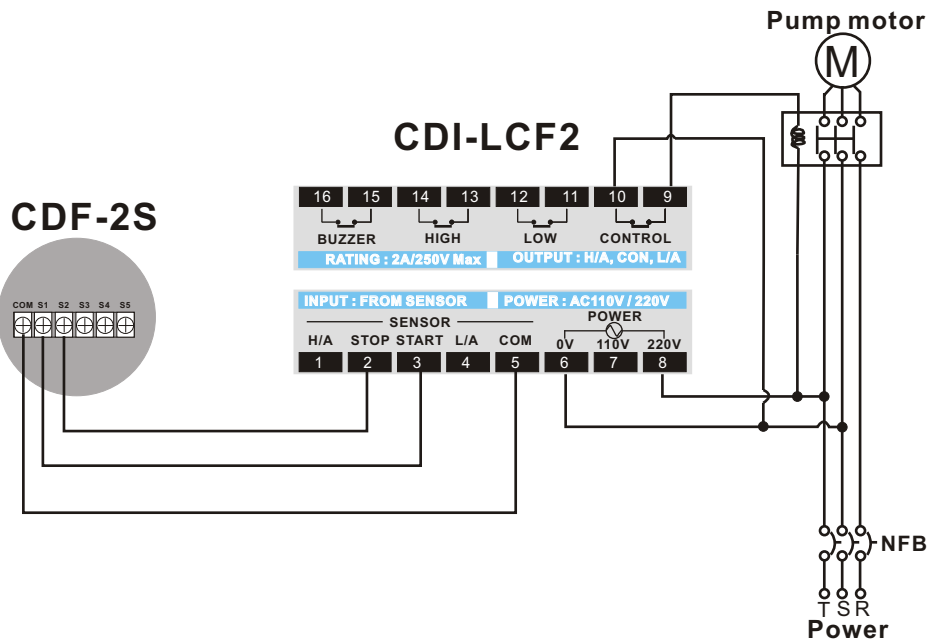 Pump motor
M
CDI-LCF2
CDF-2S
16 15 14 13 12 11 10 9
BUZZER HIGH LOW CONTROL
RATING : 2A/250V Max OUTPUT : H/A, CON, L/A
COM S1 S2 S3 S4 S5
INPUT : FROM SENSOR POWER : AC110V / 220V
SENSOR POWER
H/A STOP START L/A COM 0V 110V 220V
1 2 3 4 5 6 7 8
NFB
T S R
Power